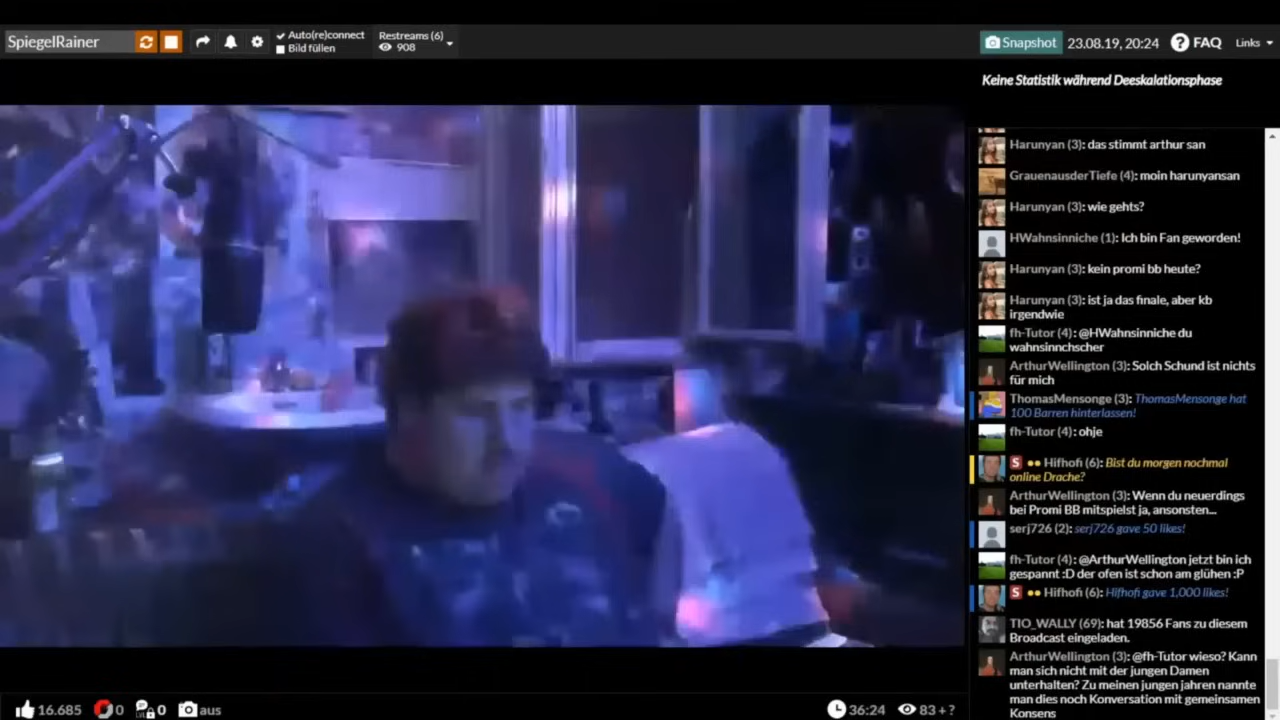 SpiegelRainer
Auto(re)connect
Bild füllen
Restreams (6)
908
Snapshot
23.08.19, 20:24
FAQ
Links
Keine Statistik während Deeskalationsphase
Harunyan (3): das stimmt arthur san
GrauenausderTiefe (4): moin harunyansan
Harunyan (3): wie gehts?
HWahnsinniche (1): Ich bin Fan geworden!
Harunyan (3): kein promi bb heute?
Harunyan (3): ist ja das finale, aber kb
irgendwie
fh-Tutor (4): @HWahnsinniche du
wahnsinnchscher
ArthurWellington (3): Solch Schund ist nichts
für mich
ThomasMensonge (3): ThomasMensonge hat
100 Barren hinterlassen!
fh-Tutor (4): ohje
S Hifhofi (6): Bist du morgen nochmal
online Drache?
ArthurWellington (3): Wenn du neuerdings
bei Promi BB mitspielst ja, ansonsten...
serj726 (2): serj726 gave 50 likes!
fh-Tutor (4): @ArthurWellington jetzt bin ich
gespannt :D der ofen ist schon am glühen :P
S Hifhofi (6): Hifhofi gave 1,000 likes!
TIO_WALLY (69): hat 19856 Fans zu diesem
Broadcast eingeladen.
ArthurWellington (3): @fh-Tutor wieso? Kann
man sich nicht mit der jungen Damen
unterhalten? Zu meinen jungen jahren nannte
man dies noch Konversation mit gemeinsamen
Konsens
16.685
0
0
aus
36:24
83 + ?